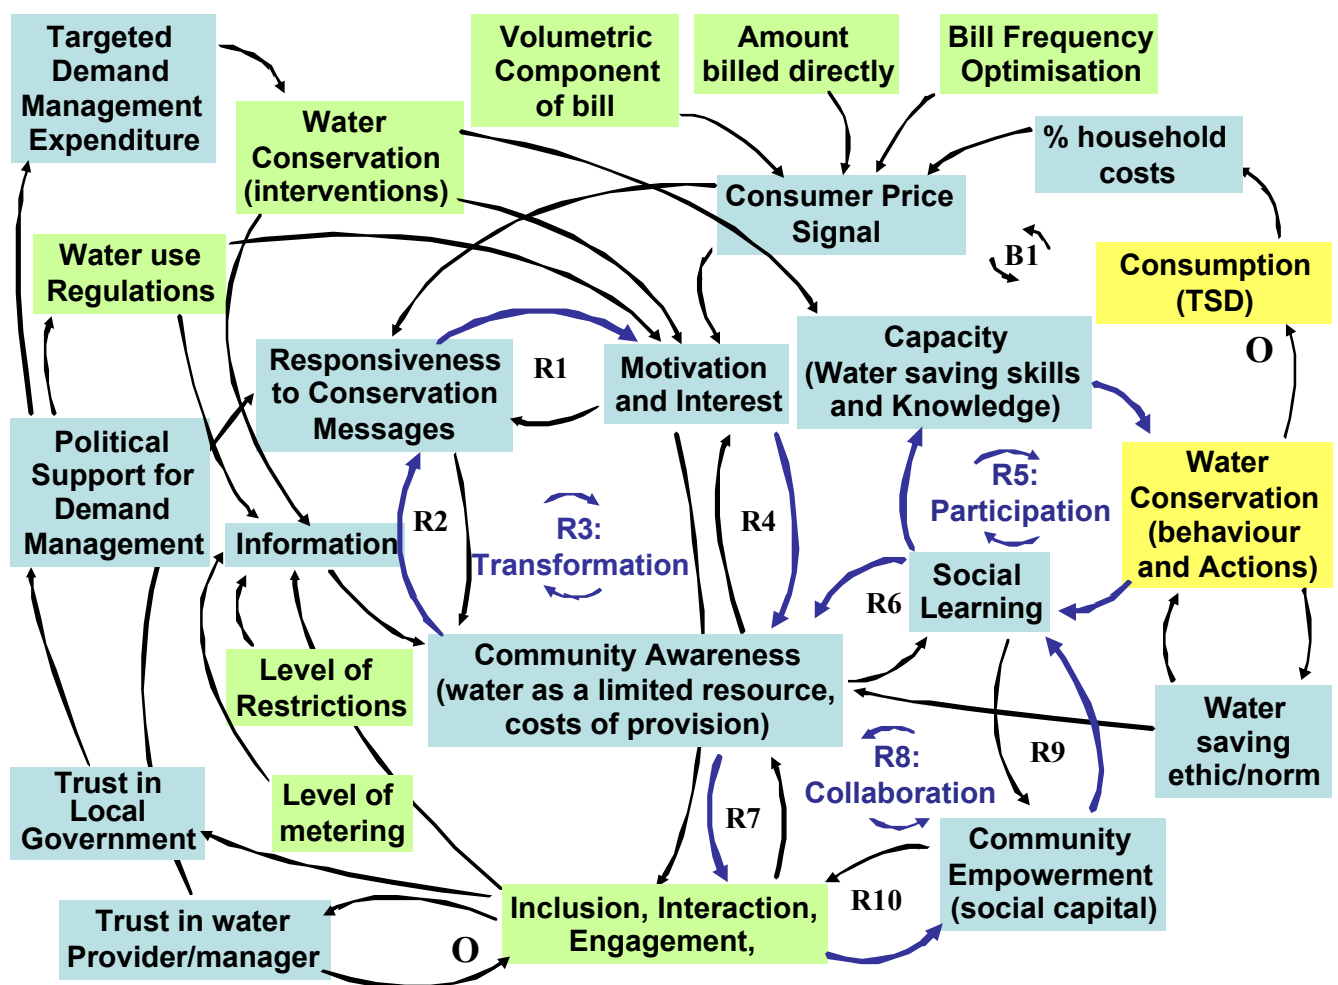 Targeted
Demand
Management
Expenditure
Volumetric
Component
of bill
Amount
billed directly
Bill Frequency
Optimisation
Water
Conservation
(interventions)
% household
costs
Consumer Price
Signal
B1
Water use
Regulations
Consumption
(TSD)
O
Responsiveness
to Conservation
Messages
R1
Motivation
and Interest
Capacity
(Water saving skills
and Knowledge)
Political
Support for
Demand
Management
Information
R2
R3:
Transformation
R4
R5:
Participation
Water
Conservation
(behaviour
and Actions)
R6
Social
Learning
Level of
Restrictions
Community Awareness
(water as a limited resource,
costs of provision)
Water
saving
ethic/norm
R9
R8:
Collaboration
R7
Trust in
Local
Government
Level of
metering
Community
Empowerment
(social capital)
R10
Inclusion, Interaction,
Engagement,
Trust in water
Provider/manager
O